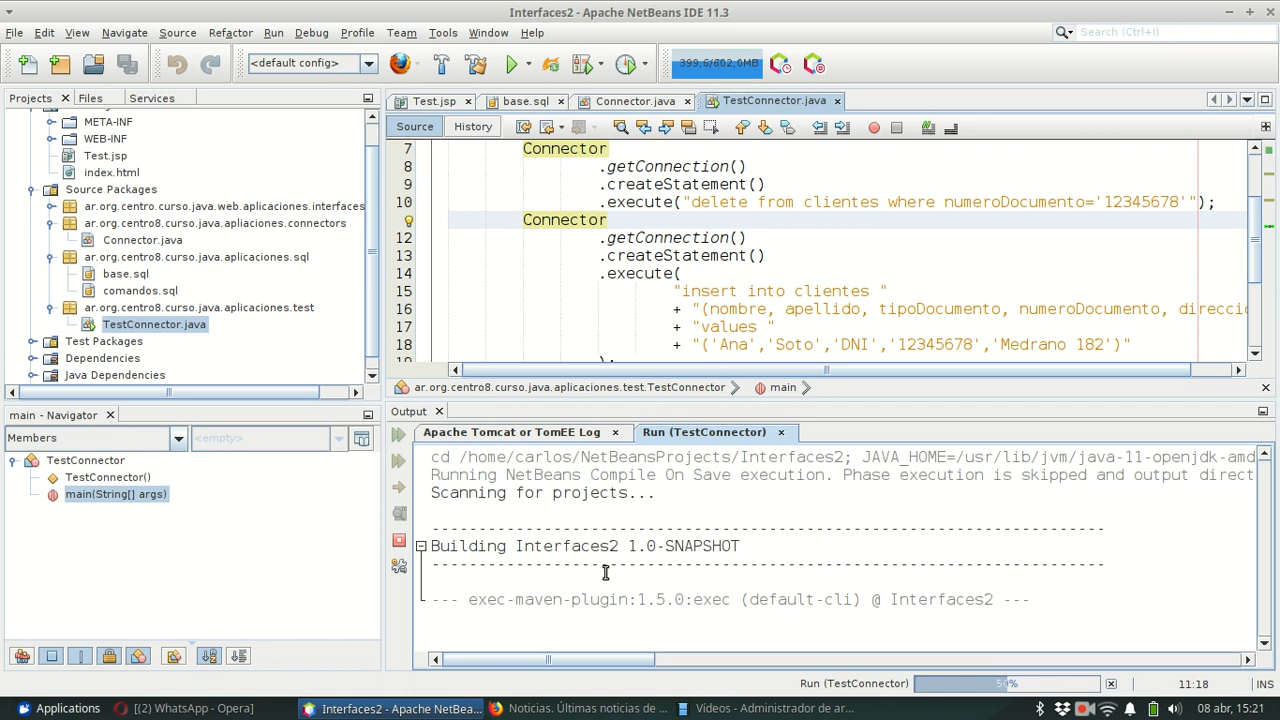 Interfaces2 - Apache NetBeans IDE 11.3
File Edit View Navigate Source Refactor Run Debug Profile Team Tools Window Help
Search (Ctrl+I)
<default config>
399,6/602,0MB
Projects Files Services
Test.jsp base.sql Connector.java TestConnector.java
Source History
META-INF
WEB-INF
Test.jsp
index.html
Source Packages
ar.org.centro.curso.java.web.aplicaciones.interfaces
ar.org.centro8.curso.java.aplicaciones.connectors
Connector.java
ar.org.centro8.curso.java.aplicaciones.sql
base.sql
comandos.sql
ar.org.centro8.curso.java.aplicaciones.test
TestConnector.java
Test Packages
Dependencies
Java Dependencies
7 Connector
8 .getConnection()
9 .createStatement()
10 .execute("delete from clientes where numeroDocumento='12345678'");
Connector
12 .getConnection()
13 .createStatement()
14 .execute(
15 "insert into clientes "
16 + "(nombre, apellido, tipoDocumento, numeroDocumento, direcci
17 + "values "
18 + "('Ana','Soto','DNI','12345678','Medrano 182')"
ar.org.centro8.curso.java.aplicaciones.test.TestConnector main
main - Navigator
Members
<empty>
TestConnector
TestConnector()
main(String[] args)
Output
Apache Tomcat or TomEE Log Run (TestConnector)
cd /home/carlos/NetBeansProjects/Interfaces2; JAVA_HOME=/usr/lib/jvm/java-11-openjdk-amd
Running NetBeans Compile On Save execution. Phase execution is skipped and output direct
Scanning for projects...
------------------------------------------------------------------------
Building Interfaces2 1.0-SNAPSHOT
------------------------------------------------------------------------
--- exec-maven-plugin:1.5.0:exec (default-cli) @ Interfaces2 ---
Run (TestConnector) 50% 11:18 INS
Applications [(2) WhatsApp - Opera] Interfaces2 - Apache NetBea... Noticias. Últimas noticias de ... Vídeos - Administrador de ar... 08 abr, 15:21